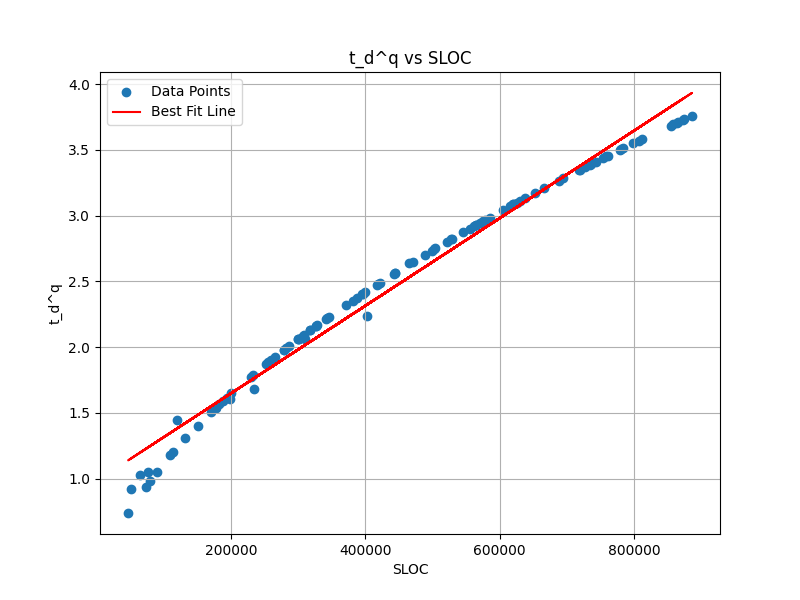 t_d^q vs SLOC
Data Points
Best Fit Line
4.0
3.5
3.0
2.5
2.0
1.5
1.0
t_d^q
200000 400000 600000 800000
SLOC